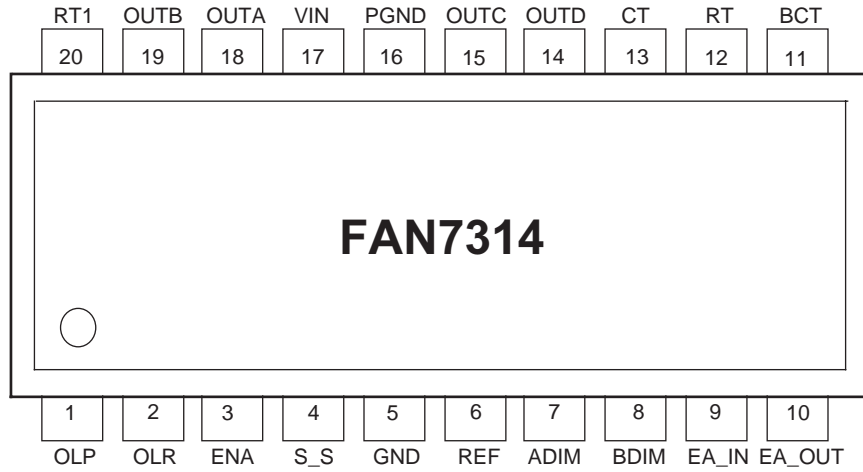 RT1 OUTB OUTA VIN PGND OUTC OUTD CT RT BCT
20 19 18 17 16 15 14 13 12 11
FAN7314
1 2 3 4 5 6 7 8 9 10
OLP OLR ENA S_S GND REF ADIM BDIM EA_IN EA_OUT